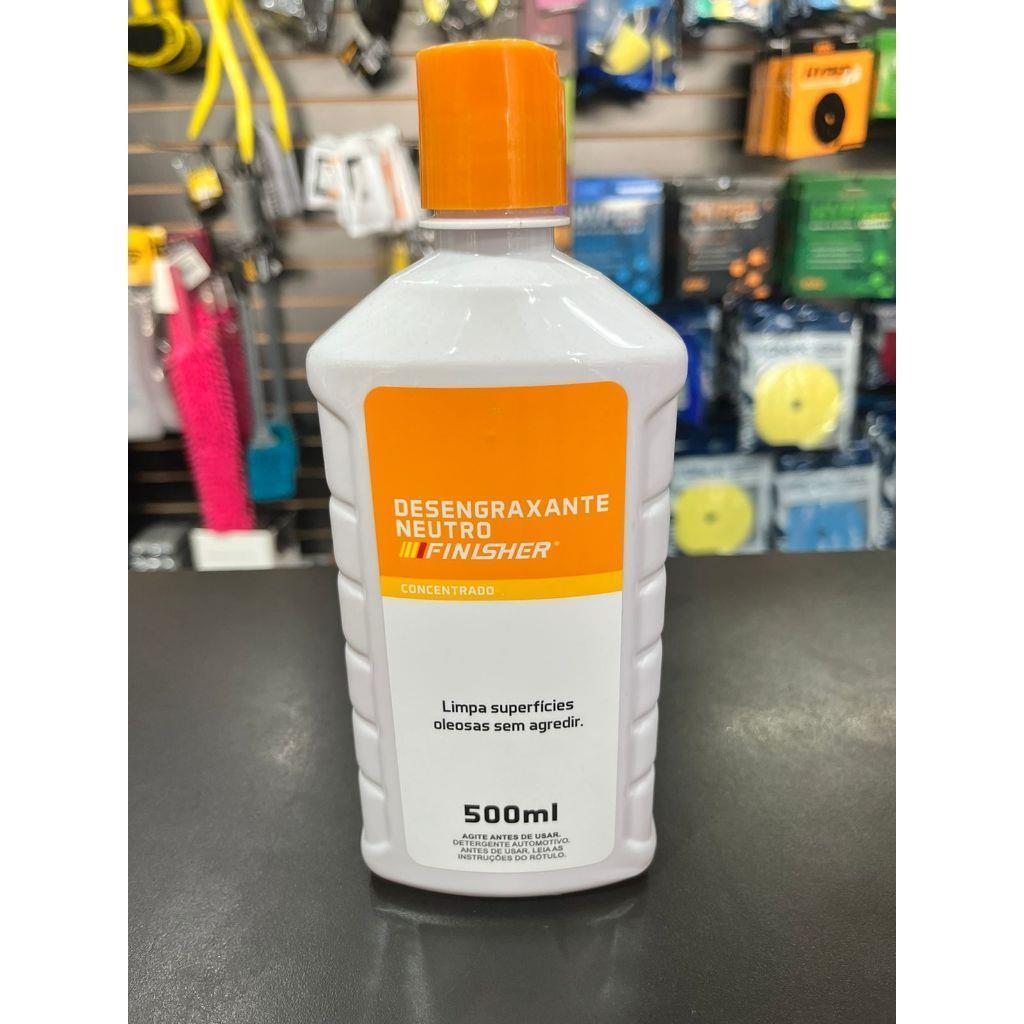 DESENGRAXANTE
NEUTRO
FINISHER®
CONCENTRADO
Limpa superfícies
oleosas sem agredir.
500ml
AGITE ANTES DE USAR.
DETERGENTE AUTOMOTIVO.
ANTES DE USAR, LEIA AS
INSTRUÇÕES DO RÓTULO.